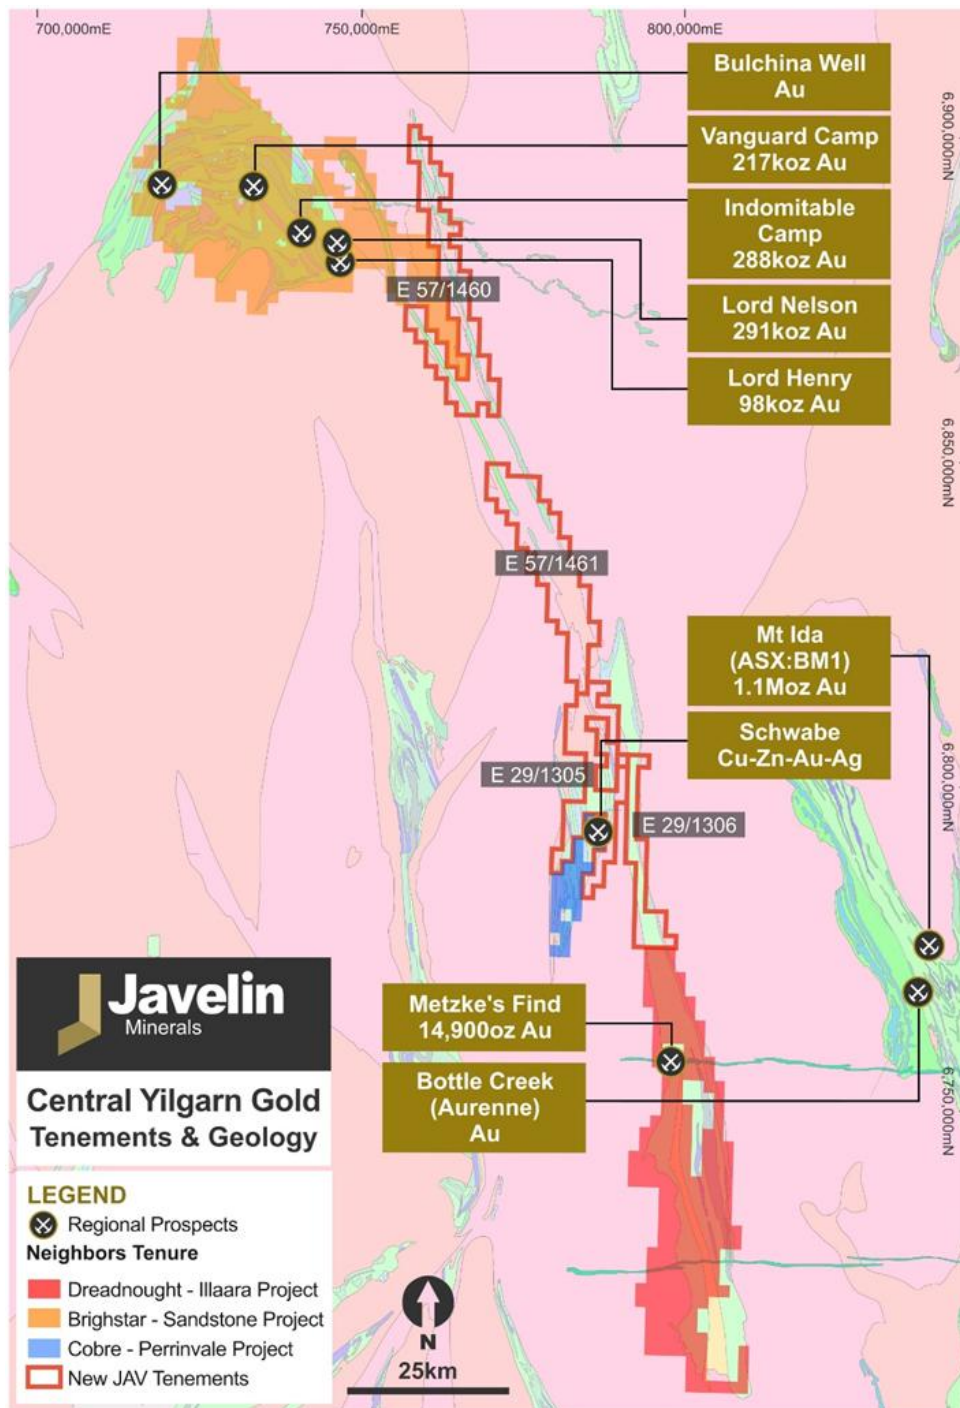 700,000mE
750,000mE
800,000mE
6,900,000mN
6,850,000mN
6,800,000mN
6,750,000mN
Bulchina Well
Au
Vanguard Camp
217koz Au
Indomitable
Camp
288koz Au
Lord Nelson
291koz Au
Lord Henry
98koz Au
E 57/1460
E 57/1461
Mt Ida
(ASX:BM1)
1.1Moz Au
Schwabe
Cu-Zn-Au-Ag
E 29/1305
E 29/1306
Metzke's Find
14,900oz Au
Bottle Creek
(Aurenne)
Au
Javelin
Minerals
Central Yilgarn Gold
Tenements & Geology
LEGEND
Regional Prospects
Neighbors Tenure
Dreadnought - Illaara Project
Brighstar - Sandstone Project
Cobre - Perrinvale Project
New JAV Tenements
N
25km